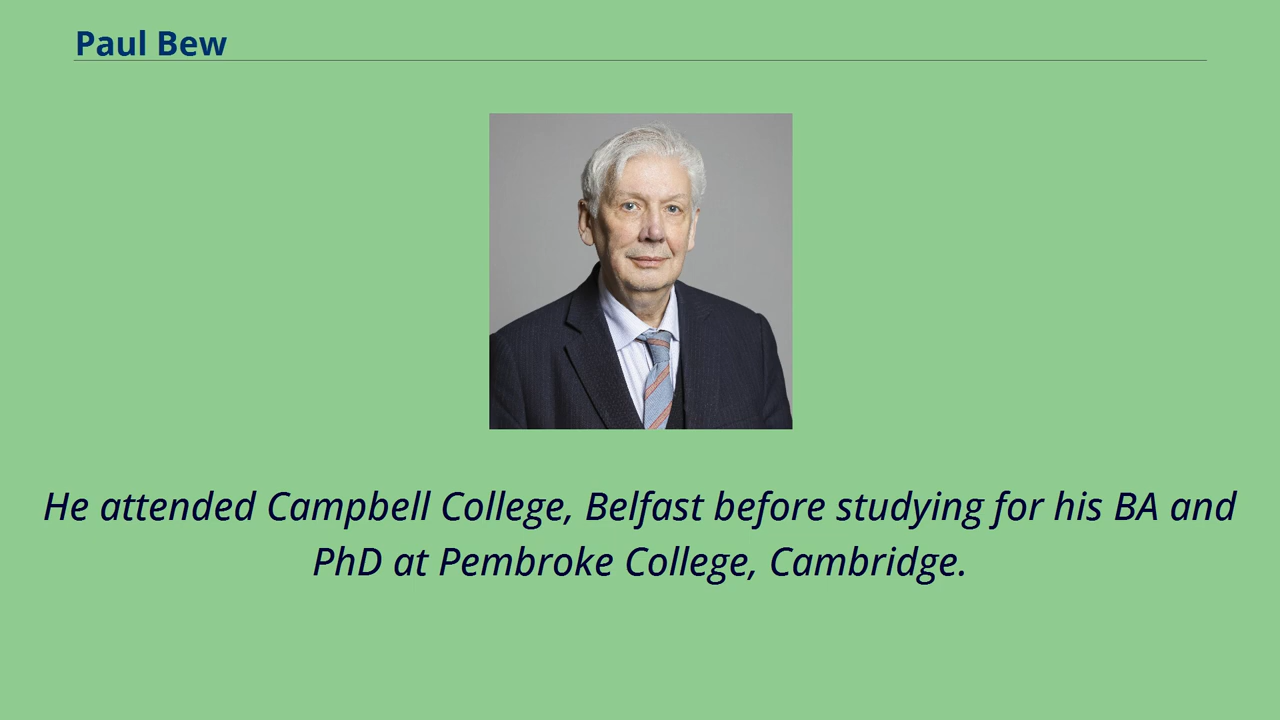 Paul Bew
He attended Campbell College, Belfast before studying for his BA and
PhD at Pembroke College, Cambridge.